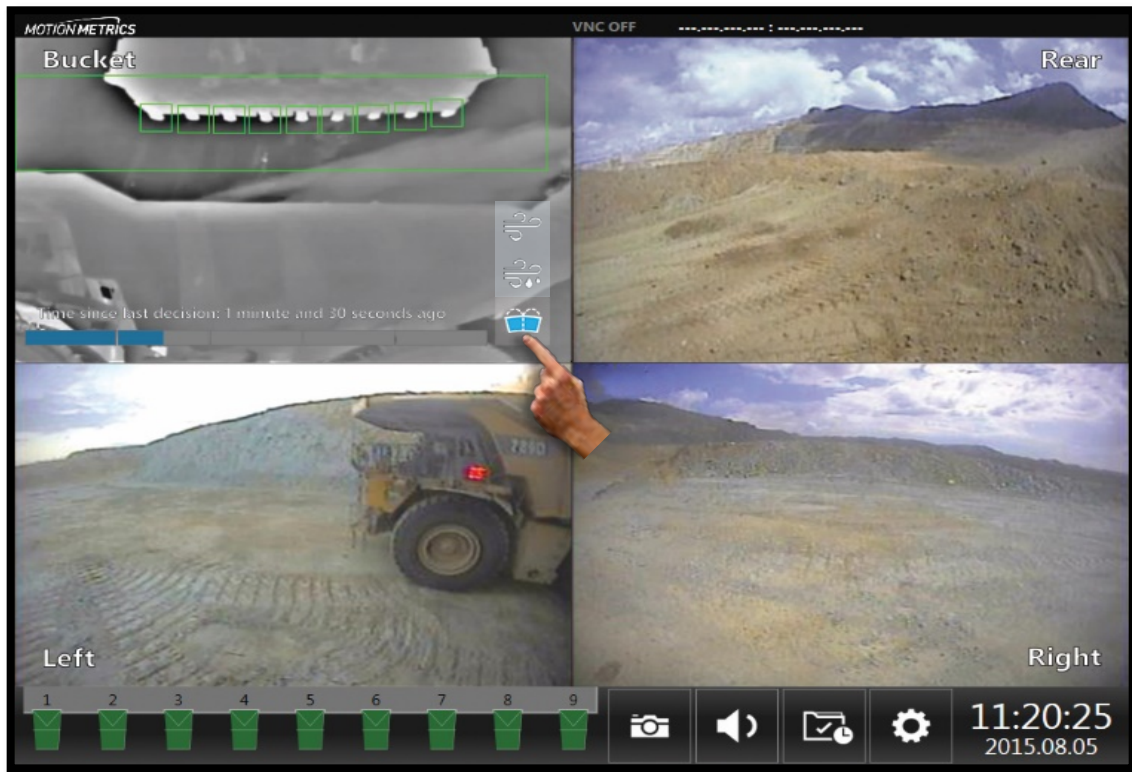 MOTION METRICS
VNC OFF
---.---.---.--- : ---.---.---.---
Bucket
Rear
Time since last decision: 1 minute and 30 seconds ago
Left
Right
1 2 3 4 5 6 7 8 9
11:20:25
2015.08.05